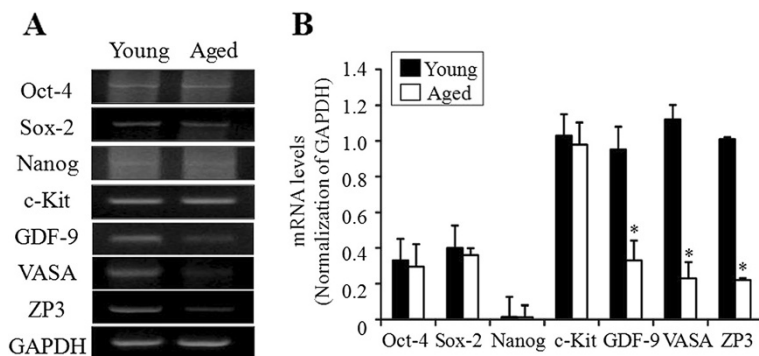 A
Young Aged
Oct-4
Sox-2
Nanog
c-Kit
GDF-9
VASA
ZP3
GAPDH
B
mRNA levels
(Normalization of GAPDH)
1.4
1.2
1.0
0.8
0.6
0.4
0.2
0
Young
Aged
*
*
*
Oct-4 Sox-2 Nanog c-Kit GDF-9 VASA ZP3